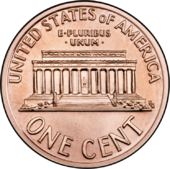 UNITED STATES OF AMERICA
E·PLURIBUS
·UNUM·
ONE CENT